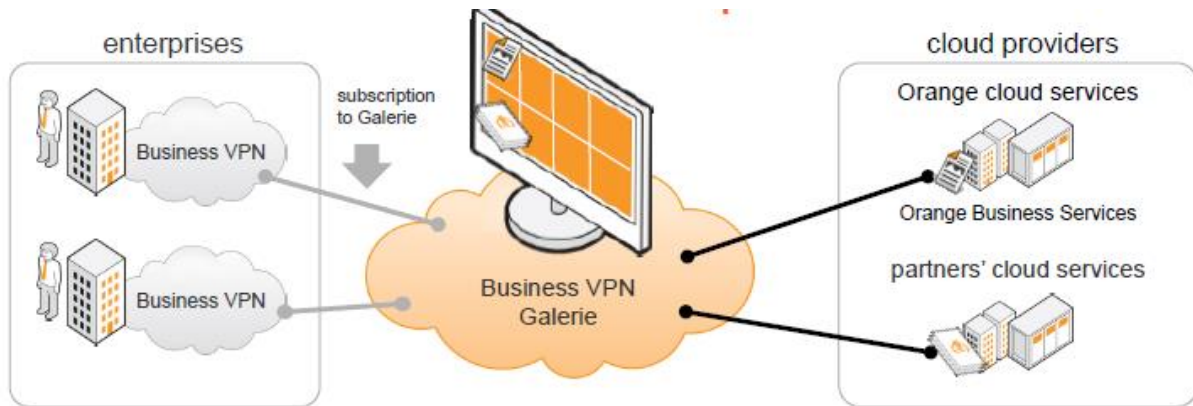 enterprises
Business VPN
Business VPN
subscription
to Galerie
Business VPN
Galerie
cloud providers
Orange cloud services
Orange Business Services
partners' cloud services